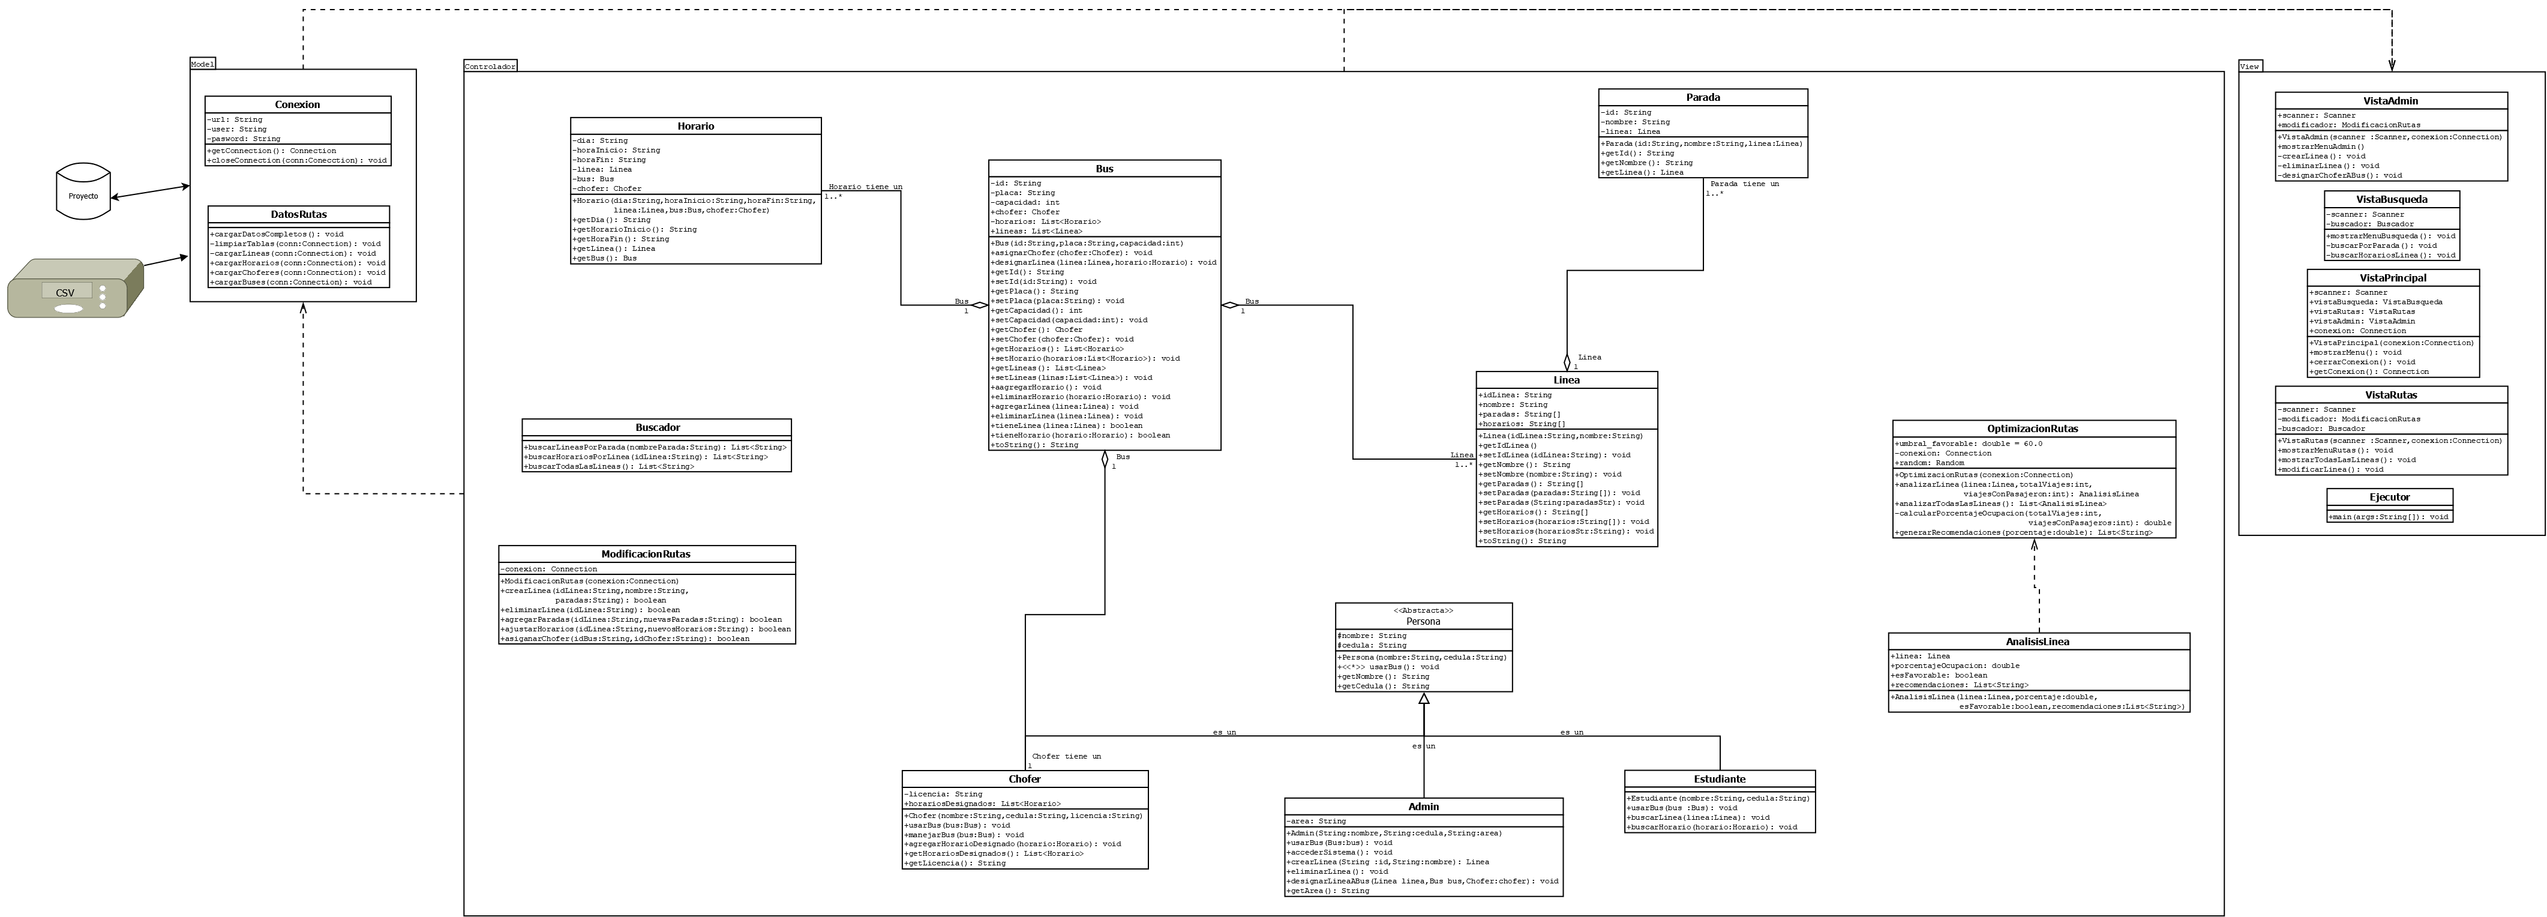 Proyecto
CSV
Model
Conexion
-url: String
-user: String
-pasword: String
+getConnection(): Connection
+closeConnection(conn:Conecction): void
DatosRutas
+cargarDatosCompletos(): void
-limpiarTablas(conn:Connection): void
-cargarLineas(conn:Connection): void
+cargarHorarios(conn:Connection): void
+cargarChoferes(conn:Connection): void
+cargarBuses(conn:Connection): void
Controlador
Horario
-dia: String
-horaInicio: String
-horaFin: String
-linea: Linea
-bus: Bus
-chofer: Chofer
+Horario(dia:String,horaInicio:String,horaFin:String,
linea:Linea,bus:Bus,chofer:Chofer)
+getDia(): String
+getHorarioInicio(): String
+getHoraFin(): String
+getLinea(): Linea
+getBus(): Bus
Horario tiene un
1..*
Bus
1
Bus
-id: String
-placa: String
-capacidad: int
+chofer: Chofer
-horarios: List<Horario>
+lineas: List<Linea>
+Bus(id:String,placa:String,capacidad:int)
+asignarChofer(chofer:Chofer): void
+designarLinea(linea:Linea,horario:Horario): void
+getId(): String
+setId(id:String): void
+getPlaca(): String
+setPlaca(placa:String): void
+getCapacidad(): int
+setCapacidad(capacidad:int): void
+getChofer(): Chofer
+setChofer(chofer:Chofer): void
+getHorarios(): List<Horario>
+setHorario(horarios:List<Horario>): void
+getLineas(): List<Linea>
+setLineas(linas:List<Linea>): void
+aagregarHorario(): void
+eliminarHorario(horario:Horario): void
+agregarLinea(linea:Linea): void
+eliminarLinea(linea:Linea): void
+tieneLinea(linea:Linea): boolean
+tieneHorario(horario:Horario): boolean
+toString(): String
Bus
1
Bus
1
Parada
-id: String
-nombre: String
-linea: Linea
+Parada(id:String,nombre:String,linea:Linea)
+getId(): String
+getNombre(): String
+getLinea(): Linea
Parada tiene un
1..*
Linea
1
Linea
1..*
Linea
+idLinea: String
+nombre: String
+paradas: String[]
+horarios: String[]
+Linea(idLinea:String,nombre:String)
+getIdLinea()
+setIdLinea(idLinea:String): void
+getNombre(): String
+setNombre(nombre:String): void
+getParadas(): String[]
+setParadas(paradas:String[]): void
+setParadas(String:paradasStr): void
+getHorarios(): String[]
+setHorarios(horarios:String[]): void
+setHorarios(horariosStr:String): void
+toString(): String
Buscador
+buscarLineasPorParada(nombreParada:String): List<String>
+buscarHorariosPorLinea(idLinea:String): List<String>
+buscarTodasLasLineas(): List<String>
ModificacionRutas
-conexion: Connection
+ModificacionRutas(conexion:Connection)
+crearLinea(idLinea:String,nombre:String,
paradas:String): boolean
+eliminarLinea(idLinea:String): boolean
+agregarParadas(idLinea:String,nuevasParadas:String): boolean
+ajustarHorarios(idLinea:String,nuevosHorarios:String): boolean
+asiganarChofer(idBus:String,idChofer:String): boolean
OptimizacionRutas
+umbral_favorable: double = 60.0
-conexion: Connection
+random: Random
+OptimizacionRutas(conexion:Connection)
+analizarLinea(linea:Linea,totalViajes:int,
viajesConPasajeron:int): AnalisisLinea
+analizarTodasLasLineas(): List<AnalisisLinea>
-calcularPorcentajeOcupacion(totalViajes:int,
viajesConPasajeros:int): double
+generarRecomendaciones(porcentaje:double): List<String>
AnalisisLinea
+linea: Linea
+porcentajeOcupacion: double
+esFavorable: boolean
+recomendaciones: List<String>
+AnalisisLinea(linea:Linea,porcentaje:double,
esFavorable:boolean,recomendaciones:List<String>)
<<Abstracta>>
Persona
#nombre: String
#cedula: String
+Persona(nombre:String,cedula:String)
+<<*>> usarBus(): void
+getNombre(): String
+getCedula(): String
es un
es un
es un
Chofer tiene un
1
Chofer
-licencia: String
+horariosDesignados: List<Horario>
+Chofer(nombre:String,cedula:String,licencia:String)
+usarBus(bus:Bus): void
+manejarBus(bus:Bus): void
+agregarHorarioDesignado(horario:Horario): void
+getHorariosDesignados(): List<Horario>
+getLicencia(): String
Admin
-area: String
+Admin(String:nombre,String:cedula,String:area)
+usarBus(Bus:bus): void
+accederSistema(): void
+crearLinea(String :id,String:nombre): Linea
+eliminarLinea(): void
+designarLineaABus(Linea linea,Bus bus,Chofer:chofer): void
+getArea(): String
Estudiante
+Estudiante(nombre:String,cedula:String)
+usarBus(bus :Bus): void
+buscarLinea(linea:Linea): void
+buscarHorario(horario:Horario): void
View
VistaAdmin
+scanner: Scanner
+modificador: ModificacionRutas
+VistaAdmin(scanner :Scanner,conexion:Connection)
+mostrarMenuAdmin()
-crearLinea(): void
-eliminarLinea(): void
-designarChoferABus(): void
VistaBusqueda
-scanner: Scanner
-buscador: Buscador
+mostrarMenuBusqueda(): void
-buscarPorParada(): void
-buscarHorariosLinea(): void
VistaPrincipal
+scanner: Scanner
+vistaBusqueda: VistaBusqueda
+vistaRutas: VistaRutas
+vistaAdmin: VistaAdmin
+conexion: Connection
+VistaPrincipal(conexion:Connection)
+mostrarMenu(): void
+cerrarConexion(): void
+getConexion(): Connection
VistaRutas
-scanner: Scanner
-modificador: ModificacionRutas
-buscador: Buscador
+VistaRutas(scanner :Scanner,conexion:Connection)
+mostrarMenuRutas(): void
+mostrarTodasLasLineas(): void
+modificarLinea(): void
Ejecutor
+main(args:String[]): void